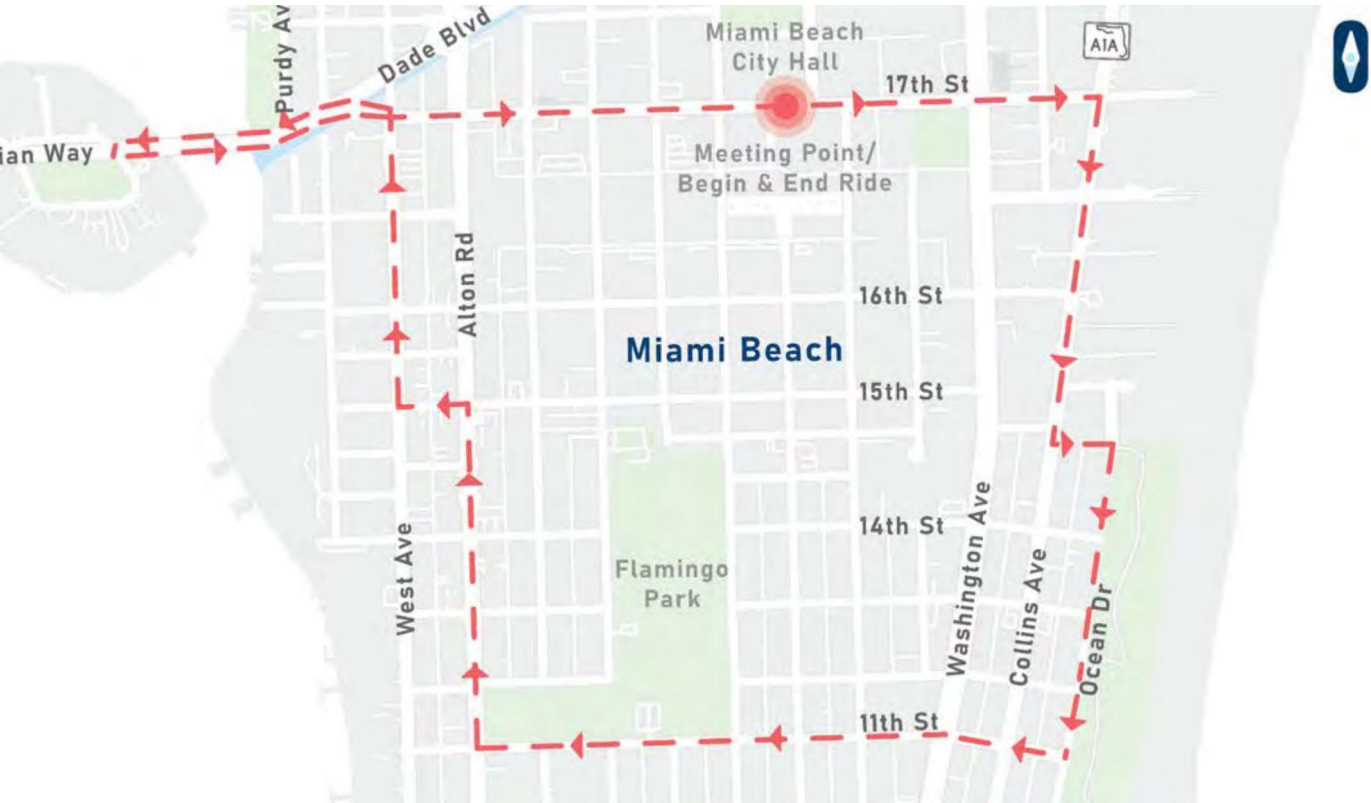 Purdy Av
Dade Blvd
Miami Beach
City Hall
A1A
17th St
ian Way
Meeting Point/
Begin & End Ride
Alton Rd
16th St
Miami Beach
15th St
14th St
West Ave
Flamingo
Park
Washington Ave
Collins Ave
Ocean Dr
11th St